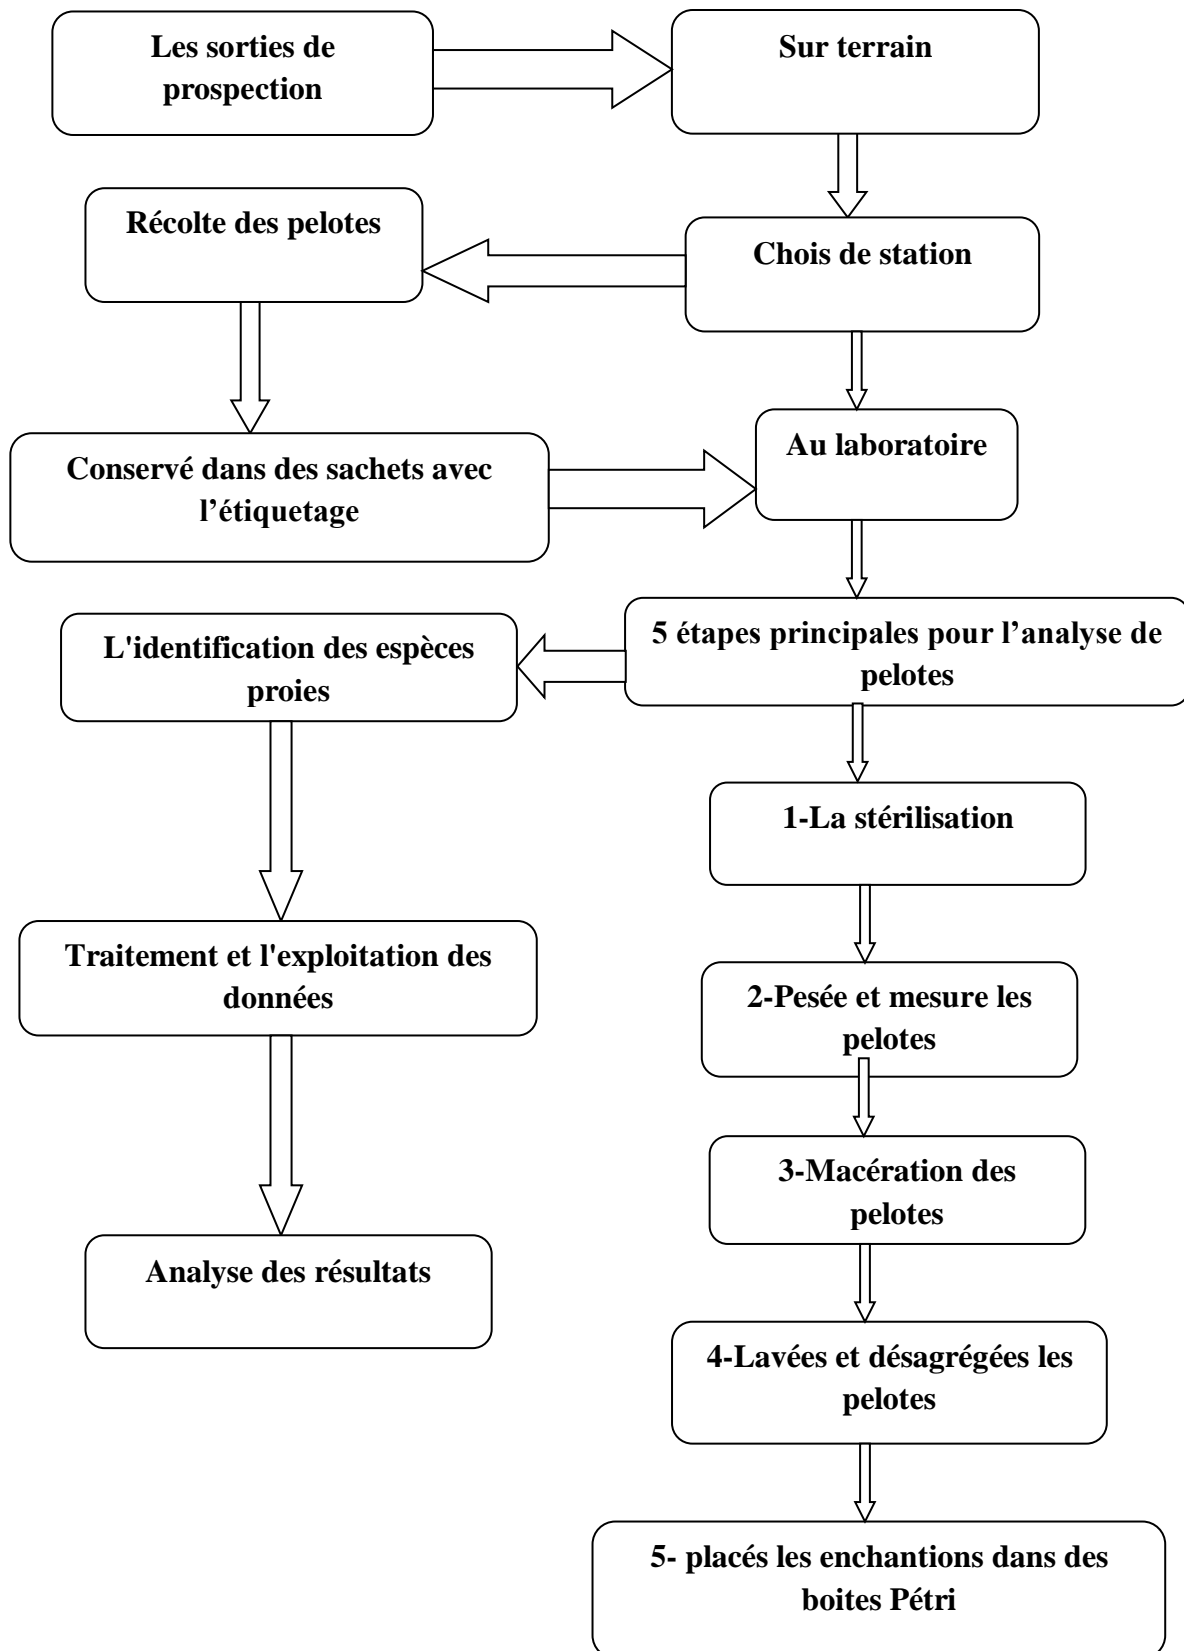 Les sorties de
prospection
Sur terrain
Récolte des pelotes
Chois de station
Conservé dans des sachets avec
l’étiquetage
Au laboratoire
L'identification des espèces
proies
5 étapes principales pour l’analyse de
pelotes
1-La stérilisation
Traitement et l'exploitation des
données
2-Pesée et mesure les
pelotes
3-Macération des
pelotes
Analyse des résultats
4-Lavées et désagrégées les
pelotes
5- placés les enchantions dans des
boites Pétri